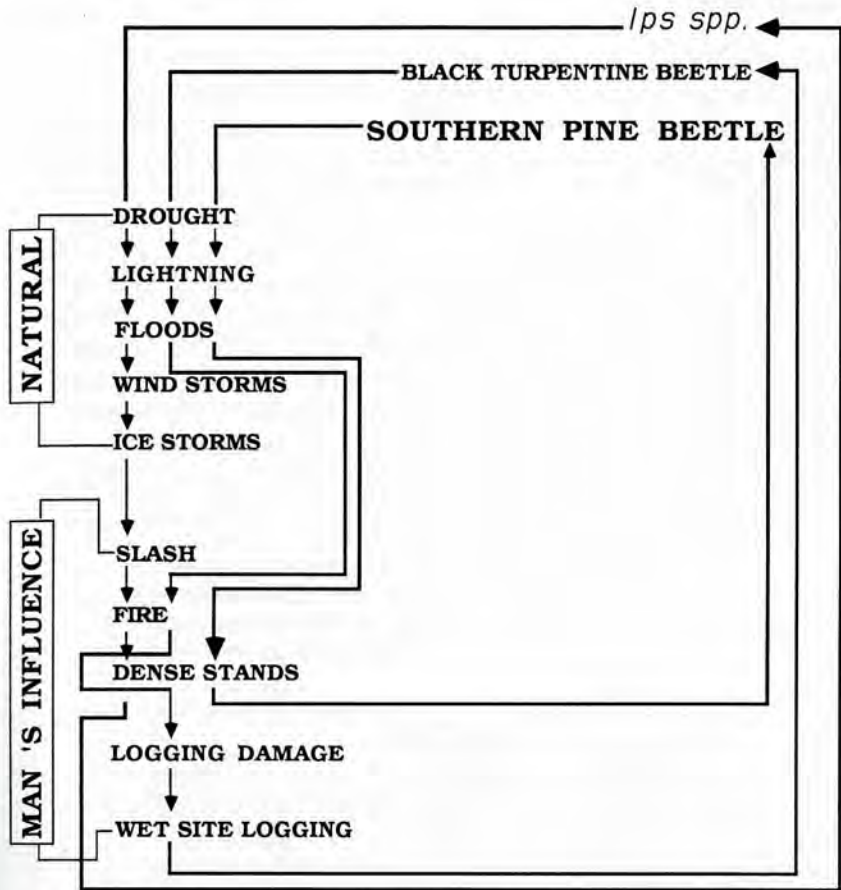 Ips spp.
BLACK TURPENTINE BEETLE
SOUTHERN PINE BEETLE
NATURAL
DROUGHT
LIGHTNING
FLOODS
WIND STORMS
ICE STORMS
MAN 'S INFLUENCE
SLASH
FIRE
DENSE STANDS
LOGGING DAMAGE
WET SITE LOGGING